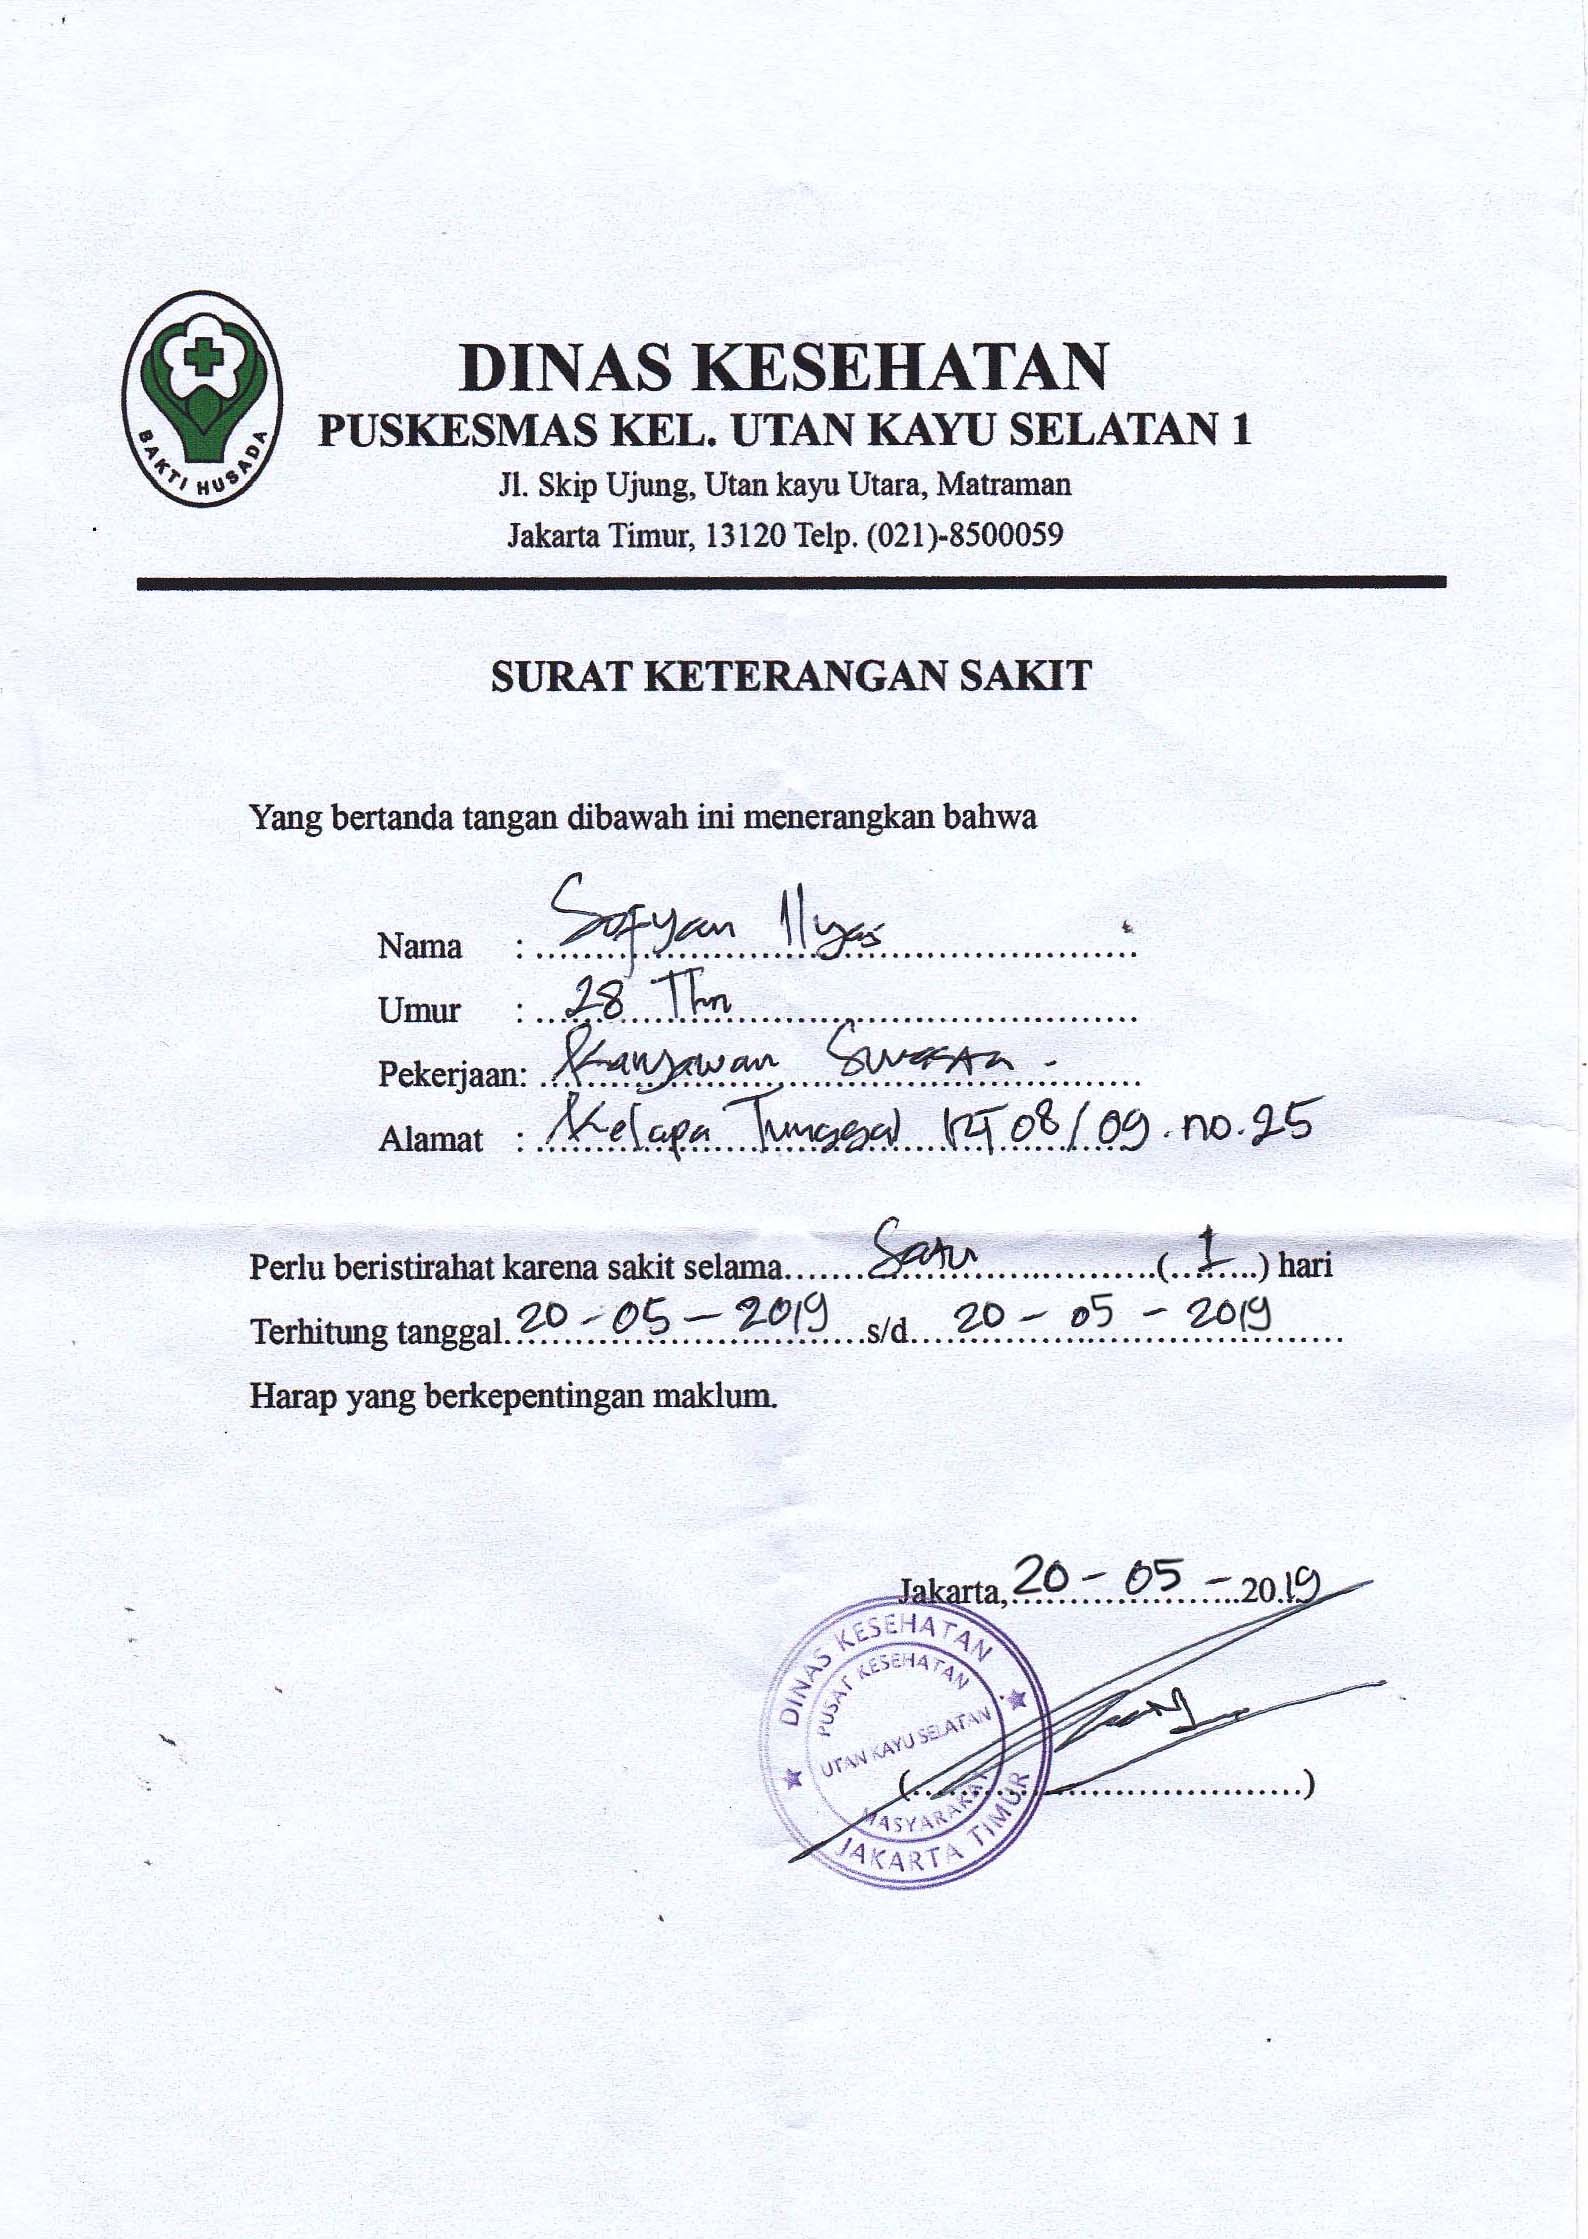 BAKTI HUSADA
DINAS KESEHATAN
PUSKESMAS KEL. UTAN KAYU SELATAN 1
Jl. Skip Ujung, Utan kayu Utara, Matraman
Jakarta Timur, 13120 Telp. (021)-8500059
SURAT KETERANGAN SAKIT
Yang bertanda tangan dibawah ini menerangkan bahwa
Nama : Sofyan Ilyas
Umur : 28 Thn
Pekerjaan: Karyawan Swasta -
Alamat : Kelapa Tunggal RT 08/09. no. 25
Perlu beristirahat karena sakit selama Satu (1) hari
Terhitung tanggal 20-05-2019 s/d 20-05-2019
Harap yang berkepentingan maklum.
Jakarta, 20-05-2019
DINAS KESEHATAN
PUSAT KESEHATAN
UTAN KAYU SELATAN
MASYARAKAT
JAKARTA TIMUR
(..................................)